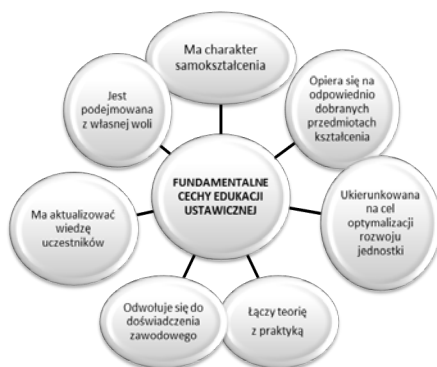 Ma charakter
samokształcenia
Opiera się na
odpowiednio
dobranych
przedmiotach
kształcenia
Ukierunkowana
na cel
optymalizacji
rozwoju
jednostki
Łączy teorię
z praktyką
Odwołuje się do
doświadczenia
zawodowego
Ma aktualizować
wiedzę
uczestników
Jest
podejmowana
z własnej woli
FUNDAMENTALNE
CECHY EDUKACJI
USTAWICZNEJ